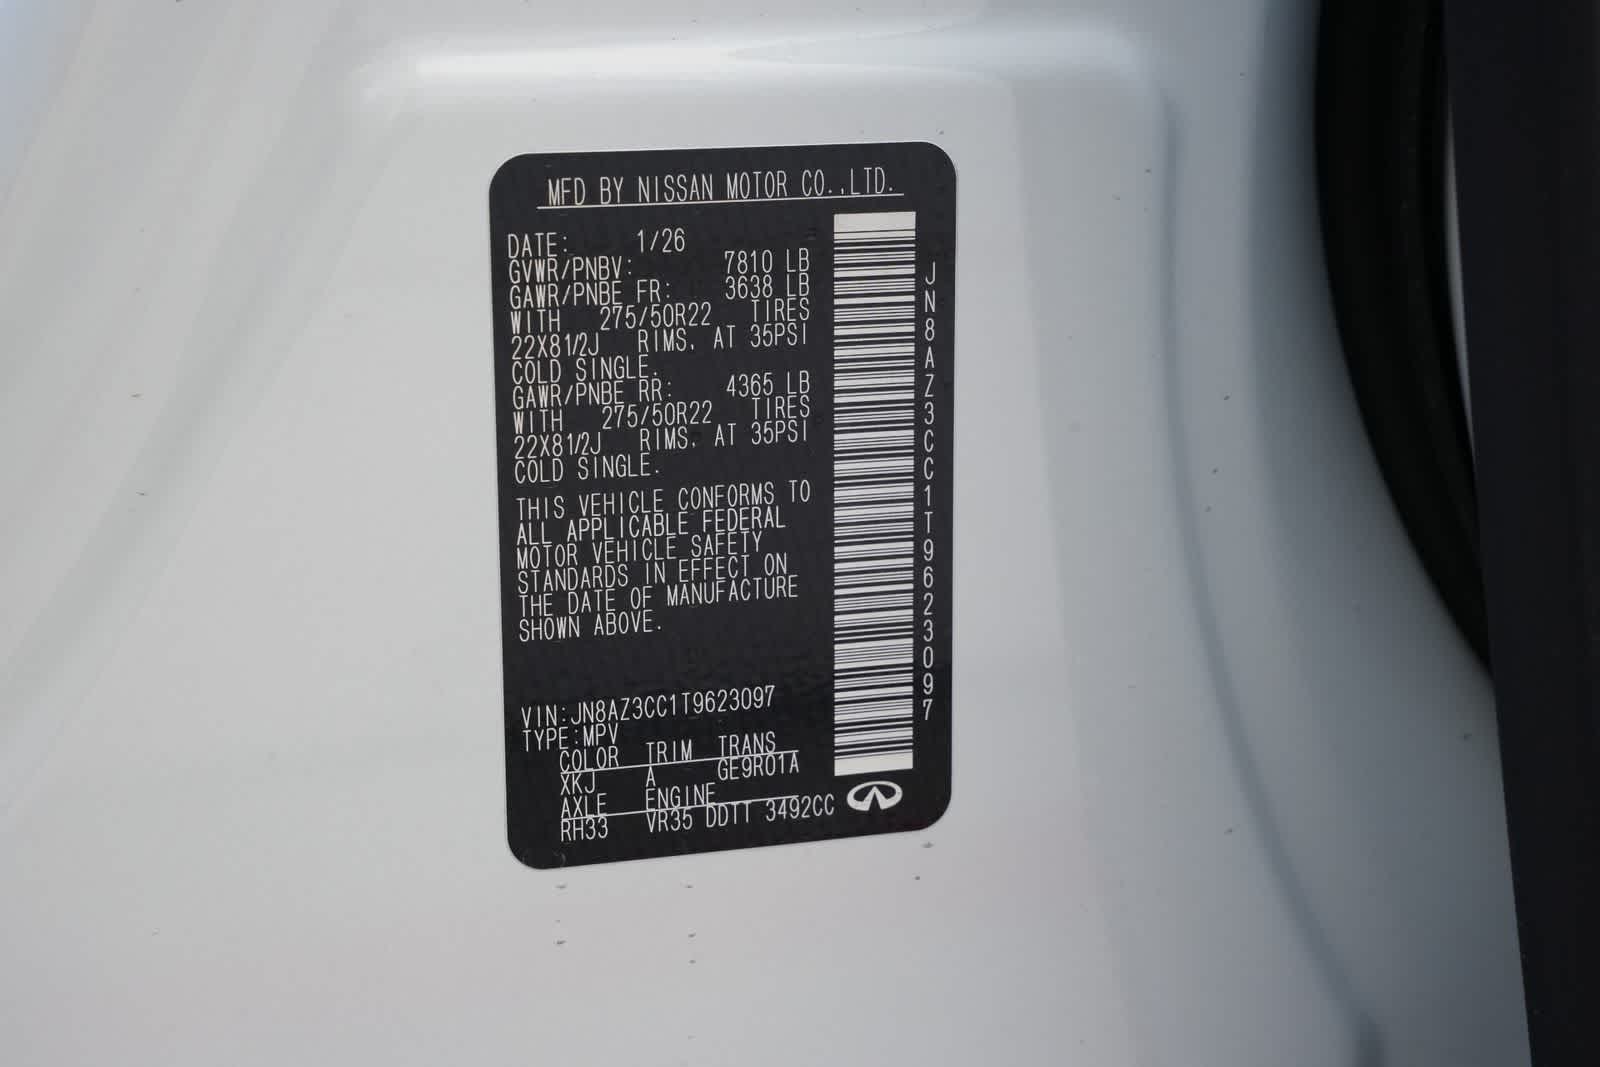 MFD BY NISSAN MOTOR CO.,LTD.
DATE: 1/26
GVWR/PNBV: 7810 LB
GAWR/PNBE FR: 3638 LB
WITH 275/50R22 TIRES
22X81/2J RIMS, AT 35PSI
COLD SINGLE.
GAWR/PNBE RR: 4365 LB
WITH 275/50R22 TIRES
22X81/2J RIMS, AT 35PSI
COLD SINGLE.
THIS VEHICLE CONFORMS TO
ALL APPLICABLE FEDERAL
MOTOR VEHICLE SAFETY
STANDARDS IN EFFECT ON
THE DATE OF MANUFACTURE
SHOWN ABOVE.
VIN:JN8AZ3CC1T9623097
TYPE:MPV
COLOR TRIM TRANS
XKJ A GE9R01A
AXLE ENGINE
RH33 VR35 DDTT 3492CC
JN8AZ3CC1T9623097